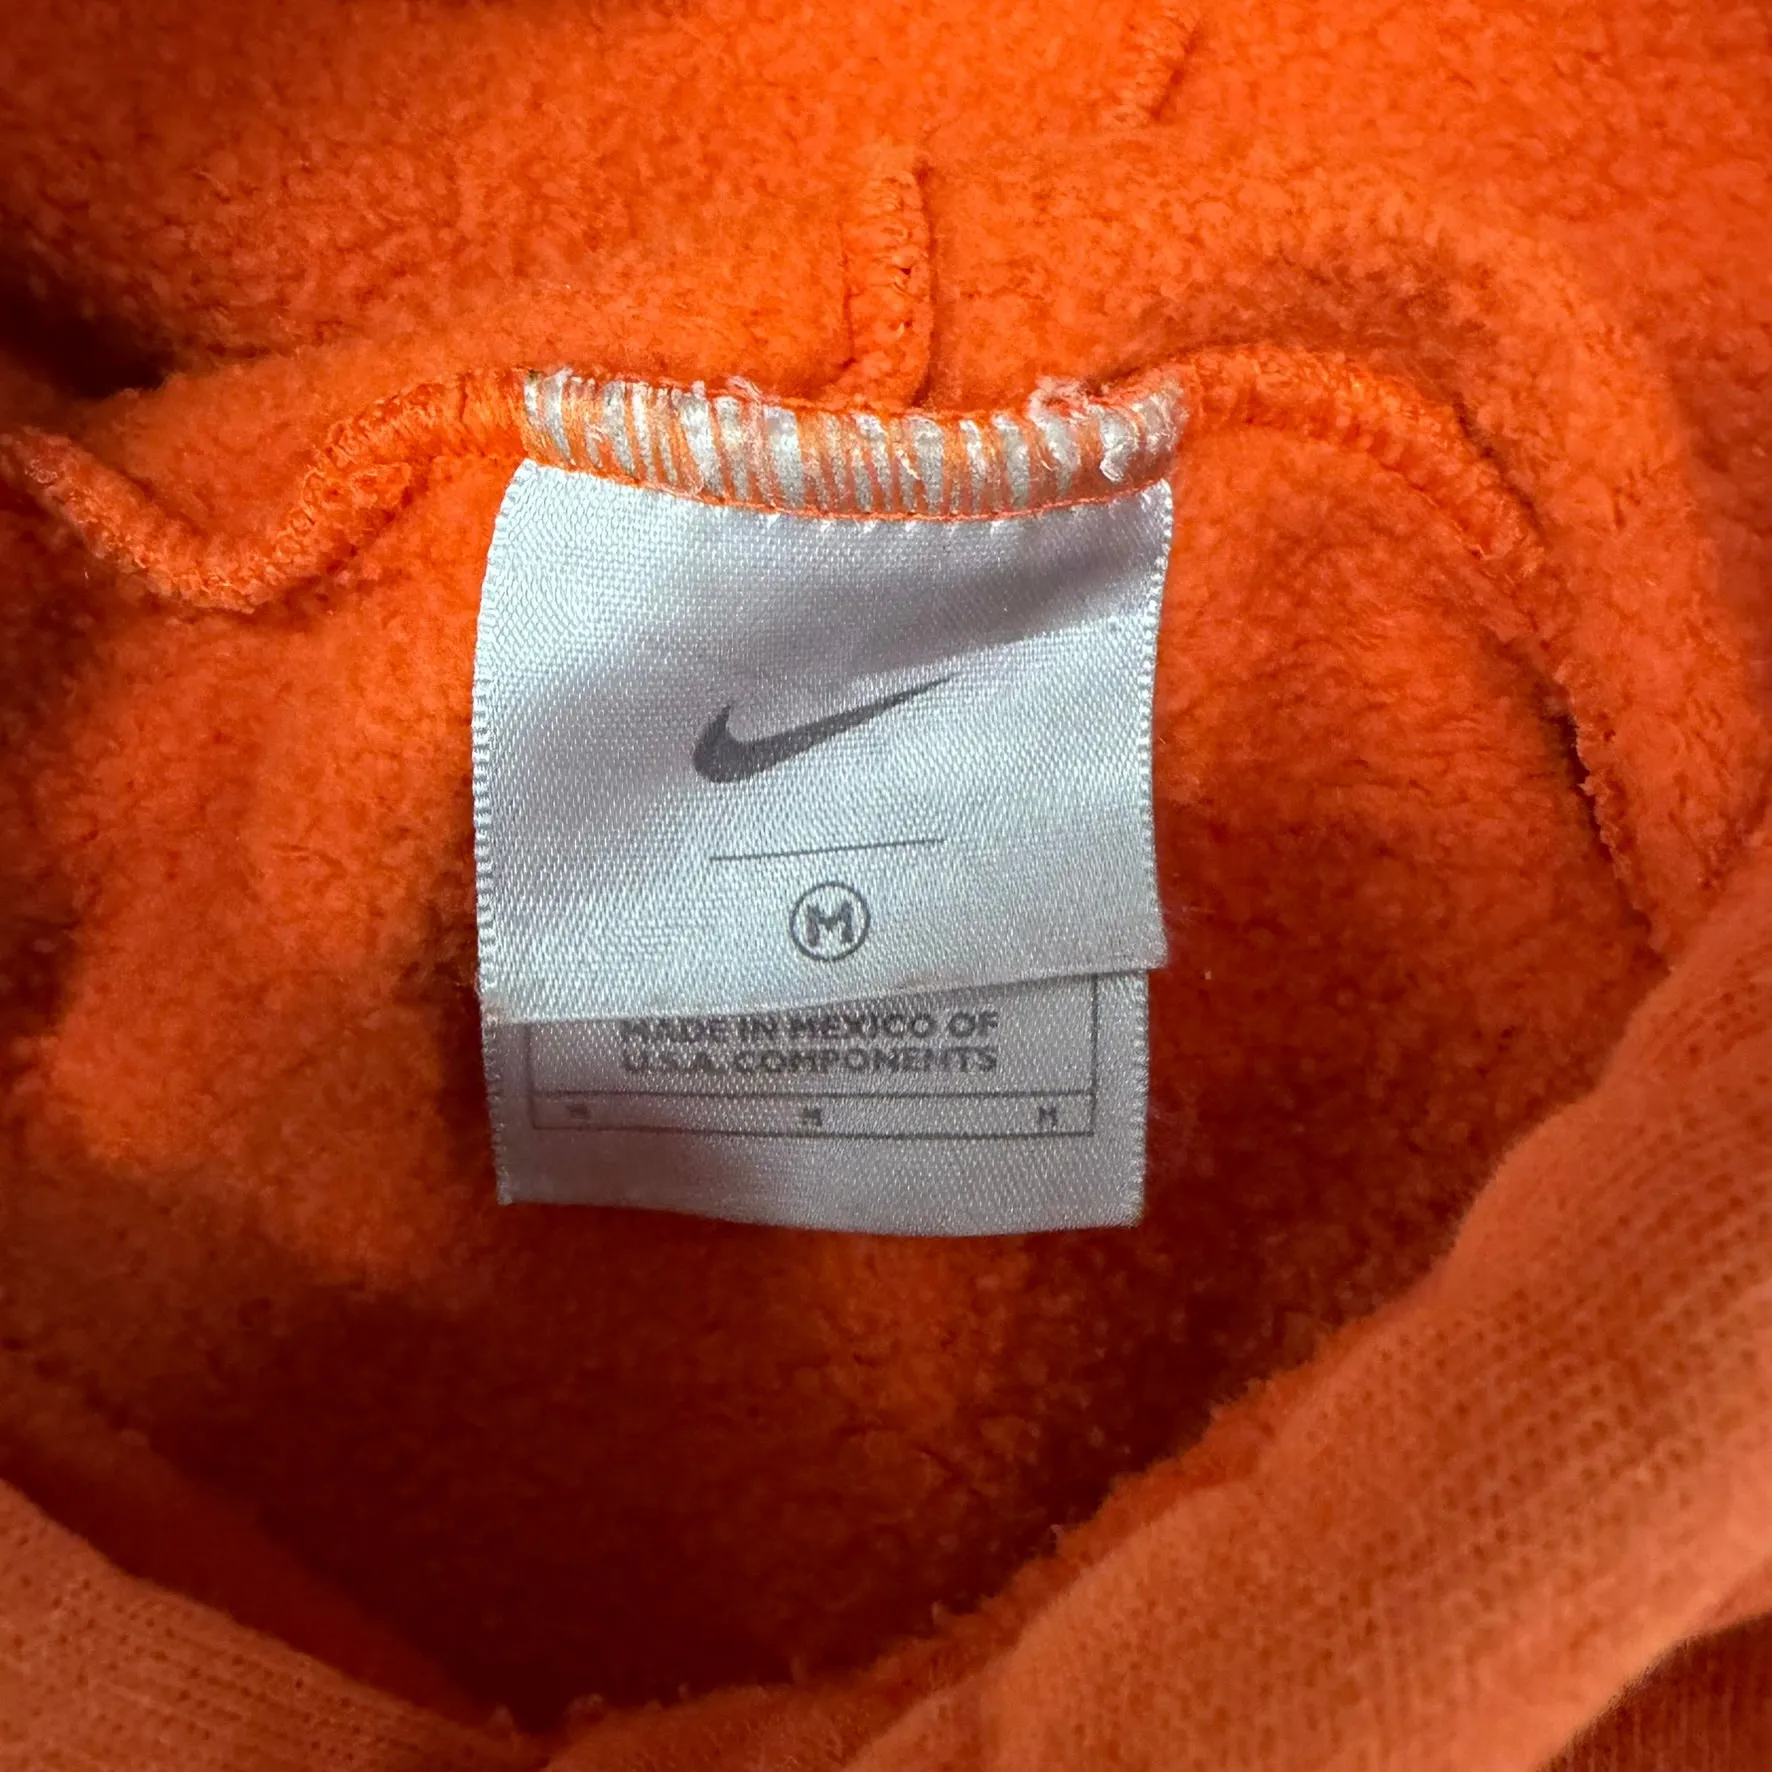 M
MADE IN MEXICO OF
U.S.A. COMPONENTS
M M M